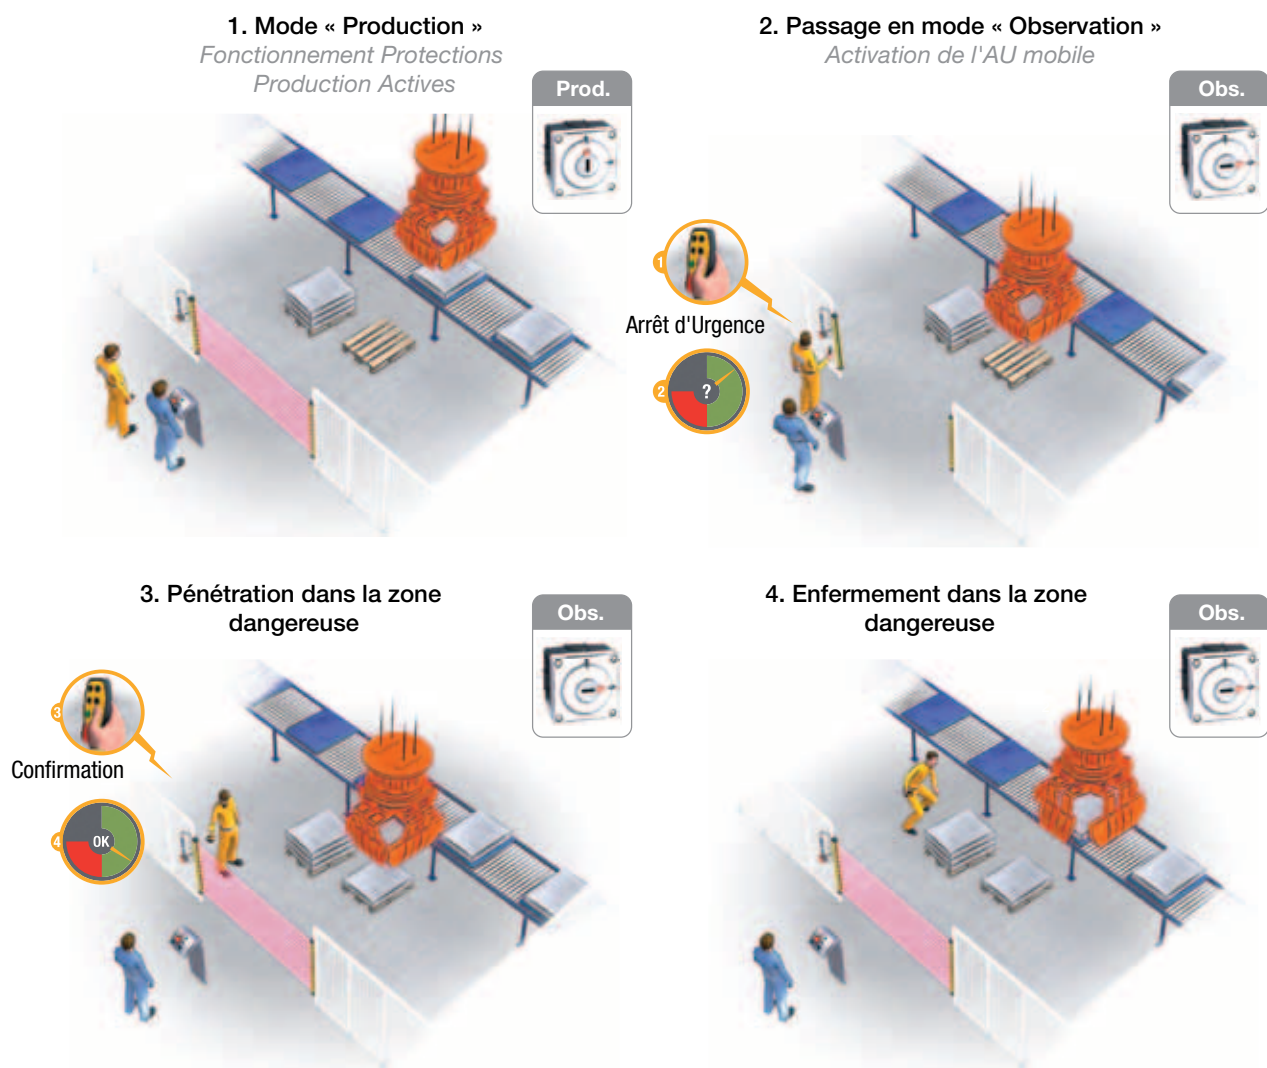 1. Mode « Production »
Fonctionnement Protections
Production Actives
Prod.
2. Passage en mode « Observation »
Activation de l'AU mobile
Obs.
1
Arrêt d'Urgence
2
?
3. Pénétration dans la zone
dangereuse
Obs.
3
Confirmation
4
OK
4. Enfermement dans la zone
dangereuse
Obs.